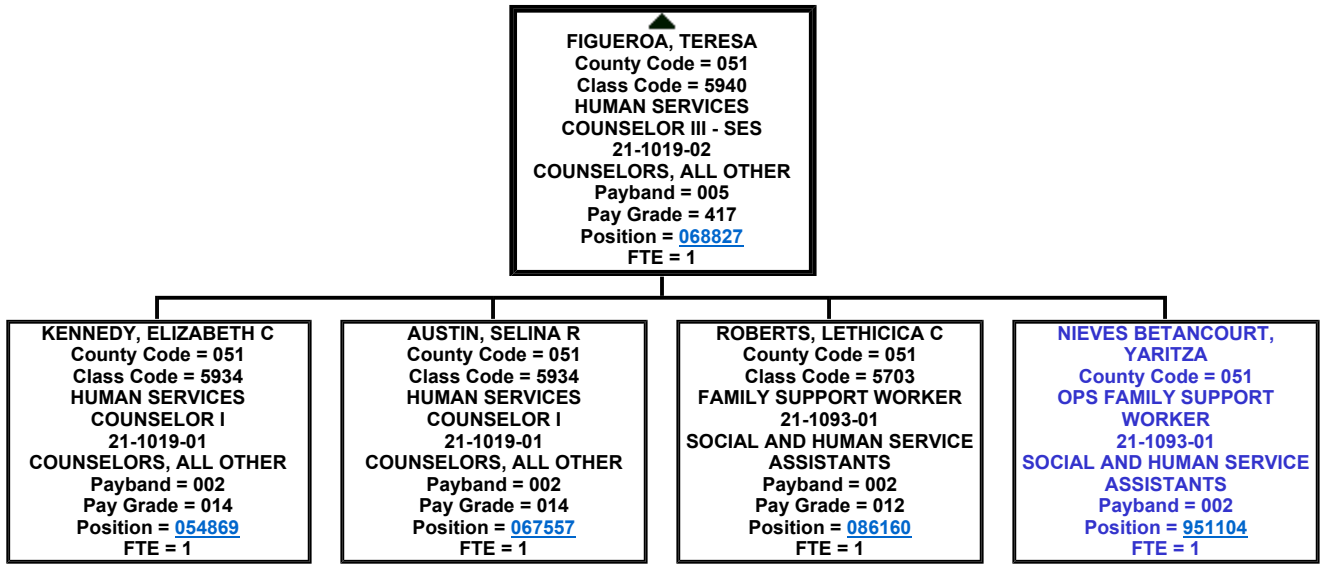 FIGUEROA, TERESA
County Code = 051
Class Code = 5940
HUMAN SERVICES
COUNSELOR III - SES
21-1019-02
COUNSELORS, ALL OTHER
Payband = 005
Pay Grade = 417
Position = 068827
FTE = 1
KENNEDY, ELIZABETH C
County Code = 051
Class Code = 5934
HUMAN SERVICES
COUNSELOR I
21-1019-01
COUNSELORS, ALL OTHER
Payband = 002
Pay Grade = 014
Position = 054869
FTE = 1
AUSTIN, SELINA R
County Code = 051
Class Code = 5934
HUMAN SERVICES
COUNSELOR I
21-1019-01
COUNSELORS, ALL OTHER
Payband = 002
Pay Grade = 014
Position = 067557
FTE = 1
ROBERTS, LETHICICA C
County Code = 051
Class Code = 5703
FAMILY SUPPORT WORKER
21-1093-01
SOCIAL AND HUMAN SERVICE
ASSISTANTS
Payband = 002
Pay Grade = 012
Position = 086160
FTE = 1
NIEVES BETANCOURT,
YARITZA
County Code = 051
OPS FAMILY SUPPORT
WORKER
21-1093-01
SOCIAL AND HUMAN SERVICE
ASSISTANTS
Payband = 002
Position = 951104
FTE = 1